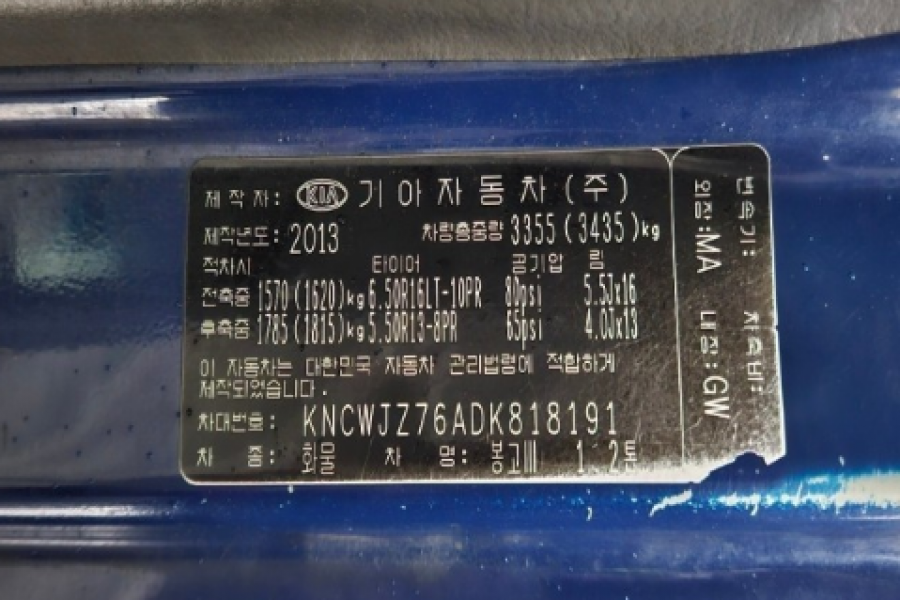 제작자: KIA 기아자동차(주)
제작년도: 2013 차량총중량 3355(3435)kg
적차시 타이어 공기압 림
전축중 1570(1620)kg 6.50R16LT-10PR 80psi 5.5Jx16
후축중 1785(1815)kg 5.50R13-8PR 65psi 4.0Jx13
이 자동차는 대한민국 자동차 관리법령에 적합하게
제작되었습니다.
차대번호: KNCWJZ76ADK818191
차 종: 화물 차 명: 봉고Ⅲ 1.2톤
변속기: 차축비:
외장:MA 내장:GW